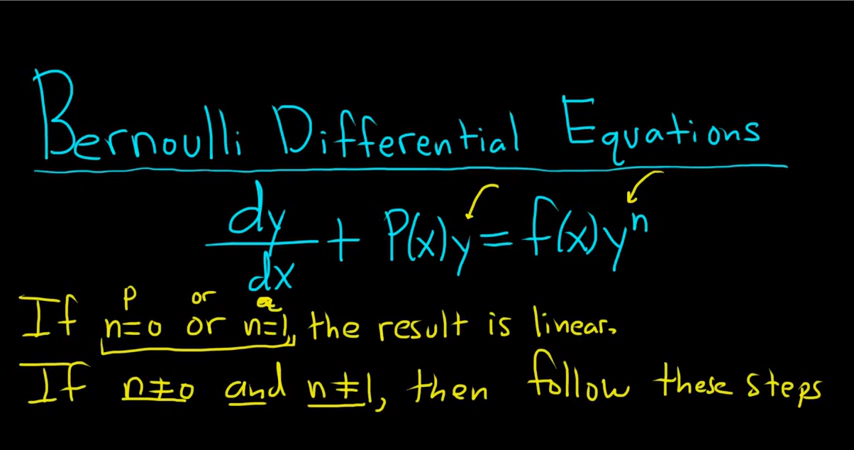 Bernoulli Differential Equations
dy/dx + P(x)y = f(x)yⁿ
P or Q
If n=0 or n=1, the result is linear.
If n≠0 and n≠1, then follow these steps